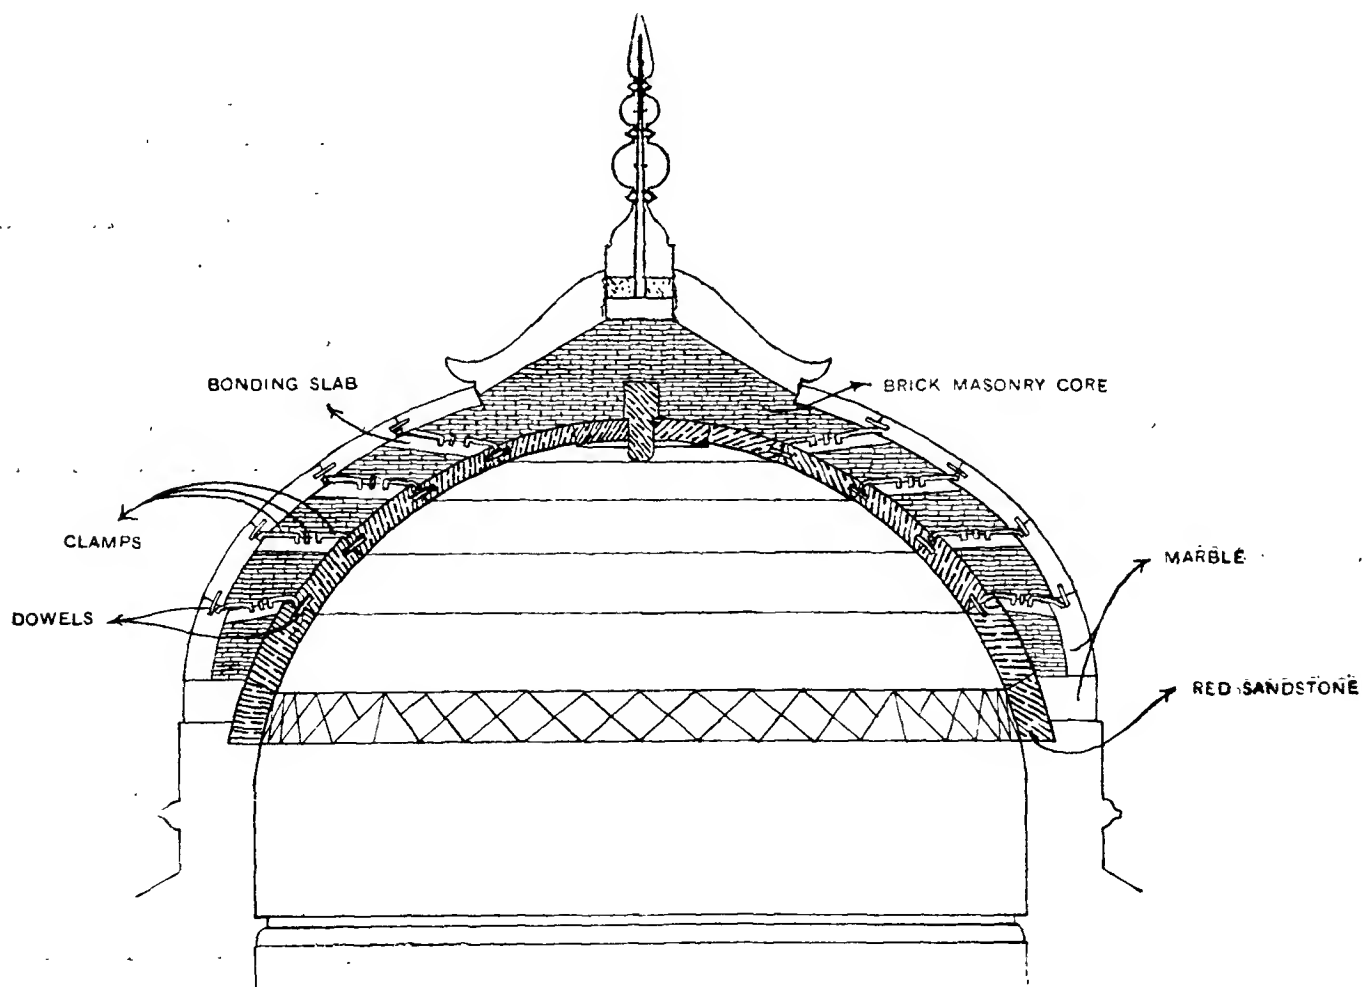 BONDING SLAB
BRICK MASONRY CORE
CLAMPS
MARBLE
DOWELS
RED SANDSTONE